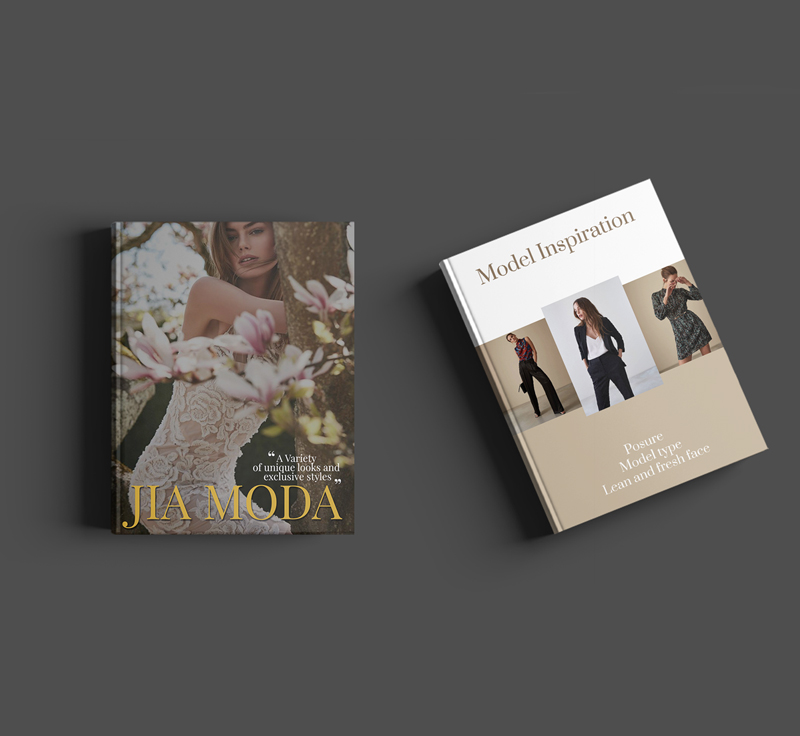 “ A Variety
of unique looks and
exclusive styles „
JIA MODA
Model Inspiration
Posure
Model type
Lean and fresh face